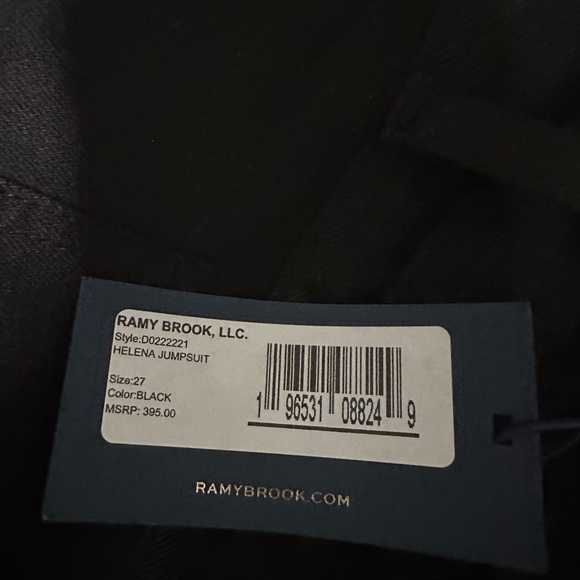 RAMY BROOK, LLC.
Style:D0222221
HELENA JUMPSUIT
Size:27
Color:BLACK
MSRP: 395.00
1 96531 08824 9
RAMYBROOK.COM